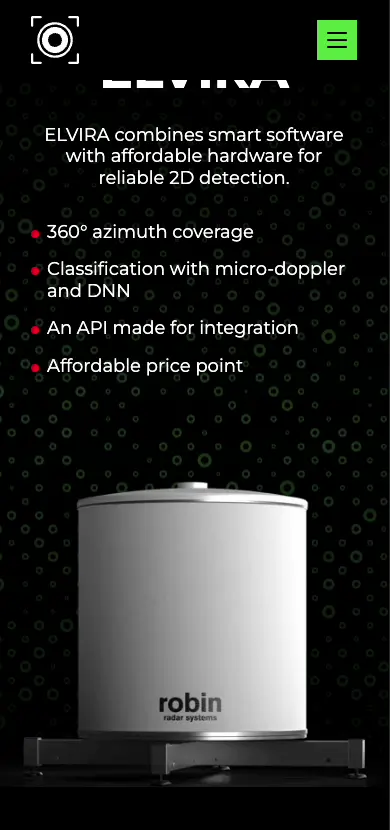 ELVIRA
ELVIRA combines smart software
with affordable hardware for
reliable 2D detection.
360° azimuth coverage
Classification with micro-doppler
and DNN
An API made for integration
Affordable price point
robin
radar systems